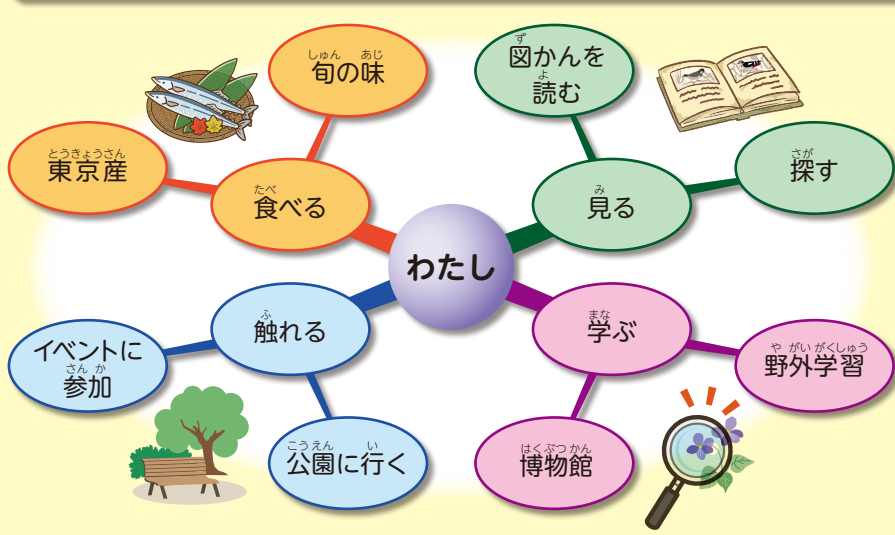 わたし
しゅん あじ
旬の味
とうきょうさん
東京産
たべ
食べる
ず
図かんを
よ
読む
さが
探す
み
見る
ふ
触れる
イベントに
さんか
参加
こうえん い
公園に行く
まな
学ぶ
やがいがくしゅう
野外学習
はくぶつかん
博物館